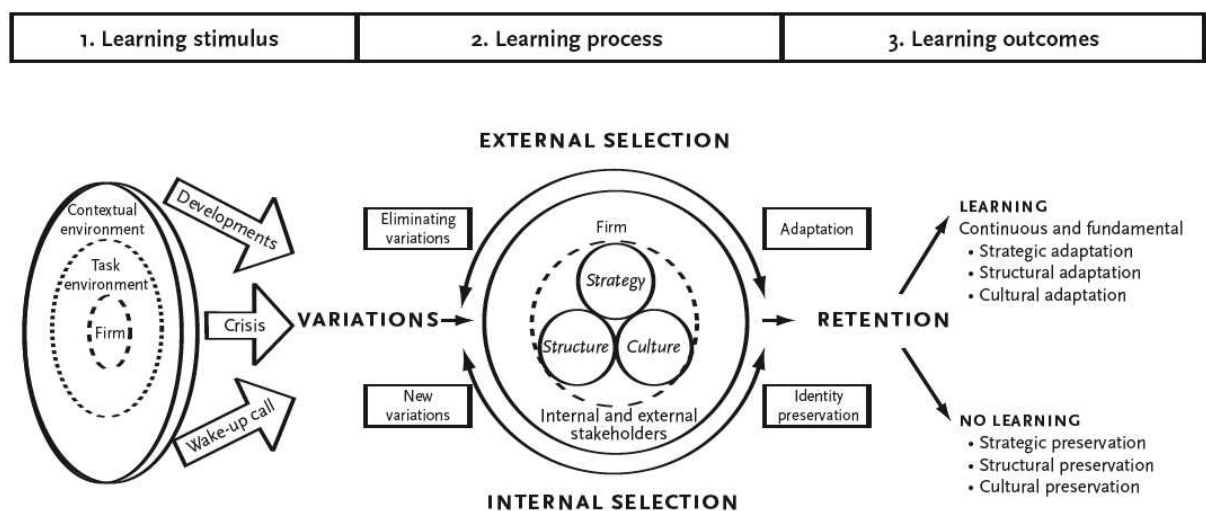 1. Learning stimulus
2. Learning process
3. Learning outcomes
EXTERNAL SELECTION
Contextual
environment
Task
environment
Firm
Developments
Crisis
Wake-up call
VARIATIONS
Eliminating
variations
New
variations
Firm
Strategy
Structure
Culture
Internal and external
stakeholders
Adaptation
Identity
preservation
INTERNAL SELECTION
RETENTION
LEARNING
Continuous and fundamental
• Strategic adaptation
• Structural adaptation
• Cultural adaptation
NO LEARNING
• Strategic preservation
• Structural preservation
• Cultural preservation